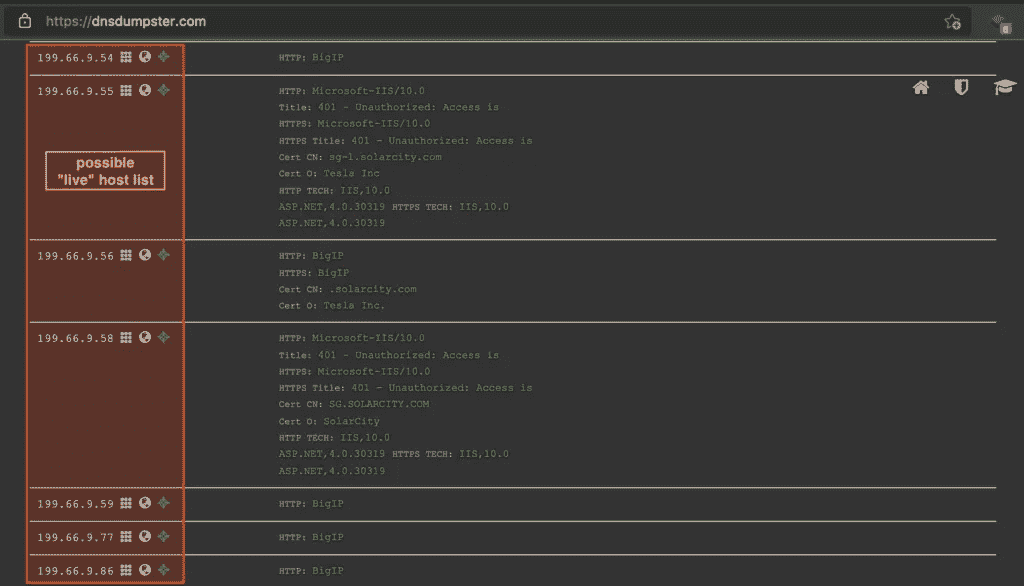 https://dnsdumpster.com
199.66.9.54 HTTP: BigIP
199.66.9.55 HTTP: Microsoft-IIS/10.0
Title: 401 - Unauthorized: Access is
HTTPS: Microsoft-IIS/10.0
HTTPS Title: 401 - Unauthorized: Access is
possible
"live" host list
Cert CN: sg-1.solarcity.com
Cert O: Tesla Inc
HTTP TECH: IIS,10.0
ASP.NET,4.0.30319 HTTPS TECH: IIS,10.0
ASP.NET,4.0.30319
199.66.9.56 HTTP: BigIP
HTTPS: BigIP
Cert CN: .solarcity.com
Cert O: Tesla Inc.
199.66.9.58 HTTP: Microsoft-IIS/10.0
Title: 401 - Unauthorized: Access is
HTTPS: Microsoft-IIS/10.0
HTTPS Title: 401 - Unauthorized: Access is
Cert CN: SG.SOLARCITY.COM
Cert O: SolarCity
HTTP TECH: IIS,10.0
ASP.NET,4.0.30319 HTTPS TECH: IIS,10.0
ASP.NET,4.0.30319
199.66.9.59 HTTP: BigIP
199.66.9.77 HTTP: BigIP
199.66.9.86 HTTP: BigIP